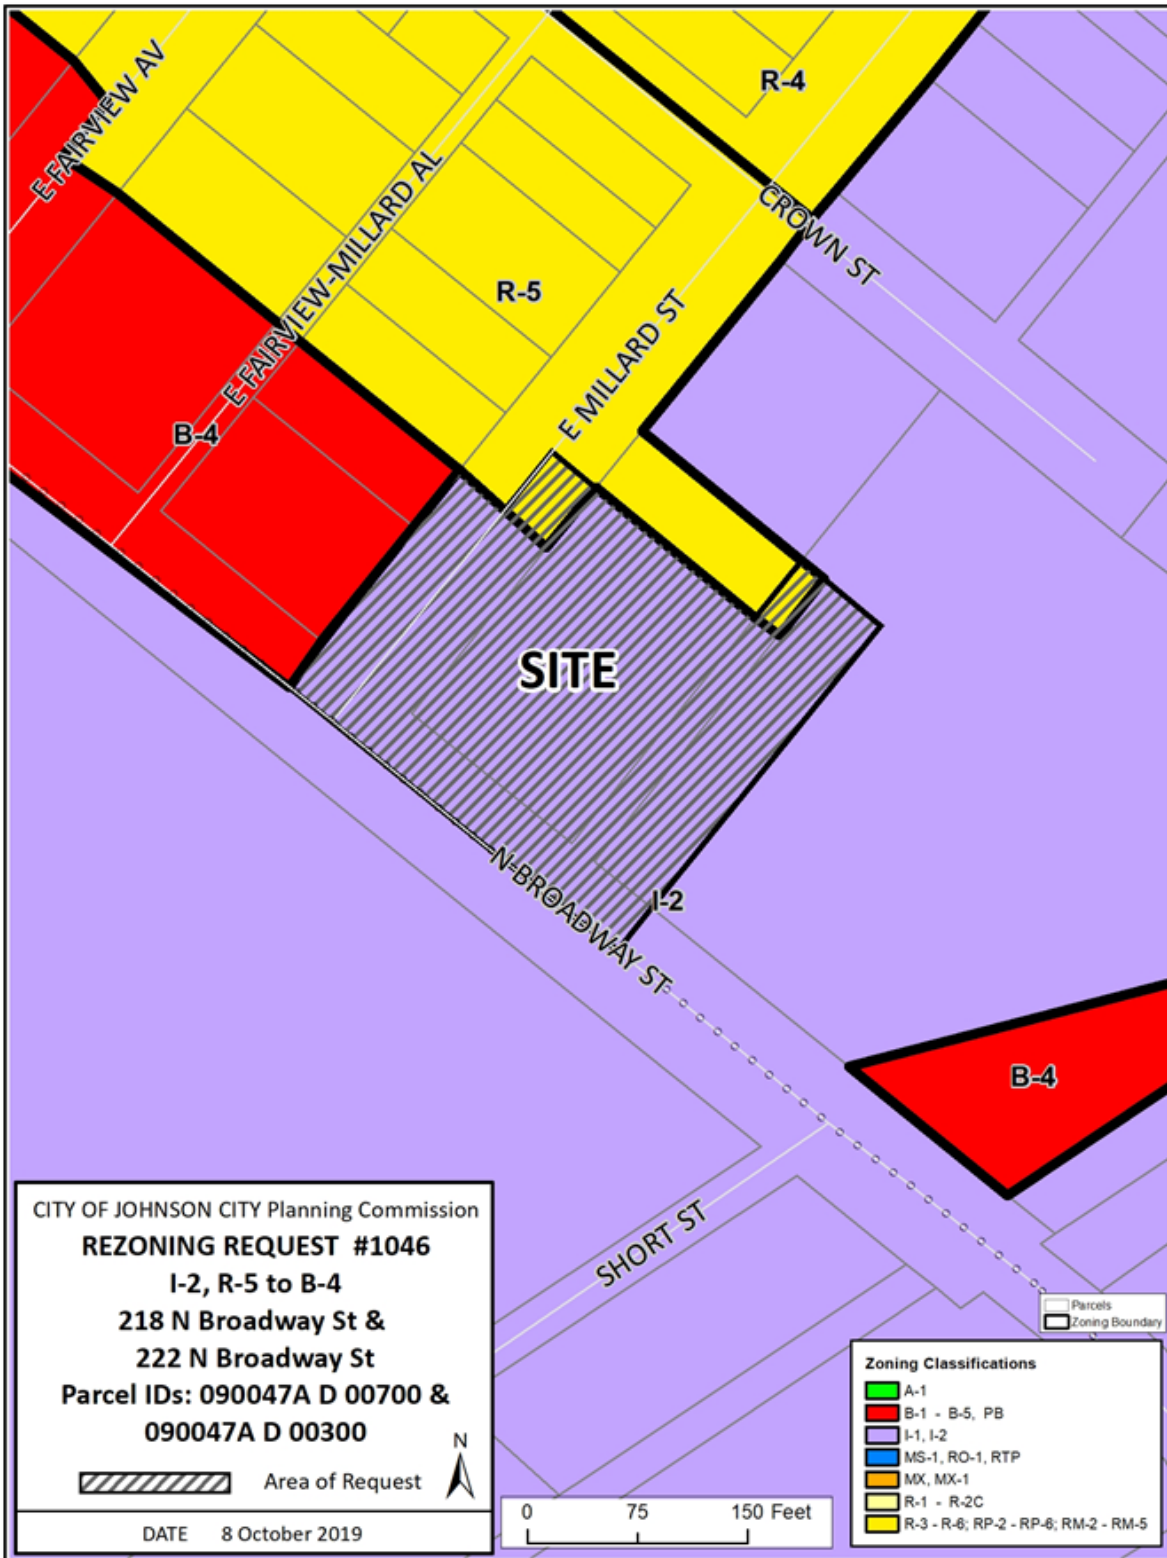 E FAIRVIEW AV
R-4
E FAIRVIEW-MILLARD AL
CROWN ST
R-5
E MILLARD ST
B-4
SITE
I-2
N BROADWAY ST
B-4
SHORT ST
CITY OF JOHNSON CITY Planning Commission
REZONING REQUEST #1046
I-2, R-5 to B-4
218 N Broadway St &
222 N Broadway St
Parcel IDs: 090047A D 00700 &
090047A D 00300
N
Area of Request
DATE 8 October 2019
0 75 150 Feet
Parcels
Zoning Boundary
Zoning Classifications
A-1
B-1 - B-5, PB
I-1, I-2
MS-1, RO-1, RTP
MX, MX-1
R-1 - R-2C
R-3 - R-6; RP-2 - RP-6; RM-2 - RM-5